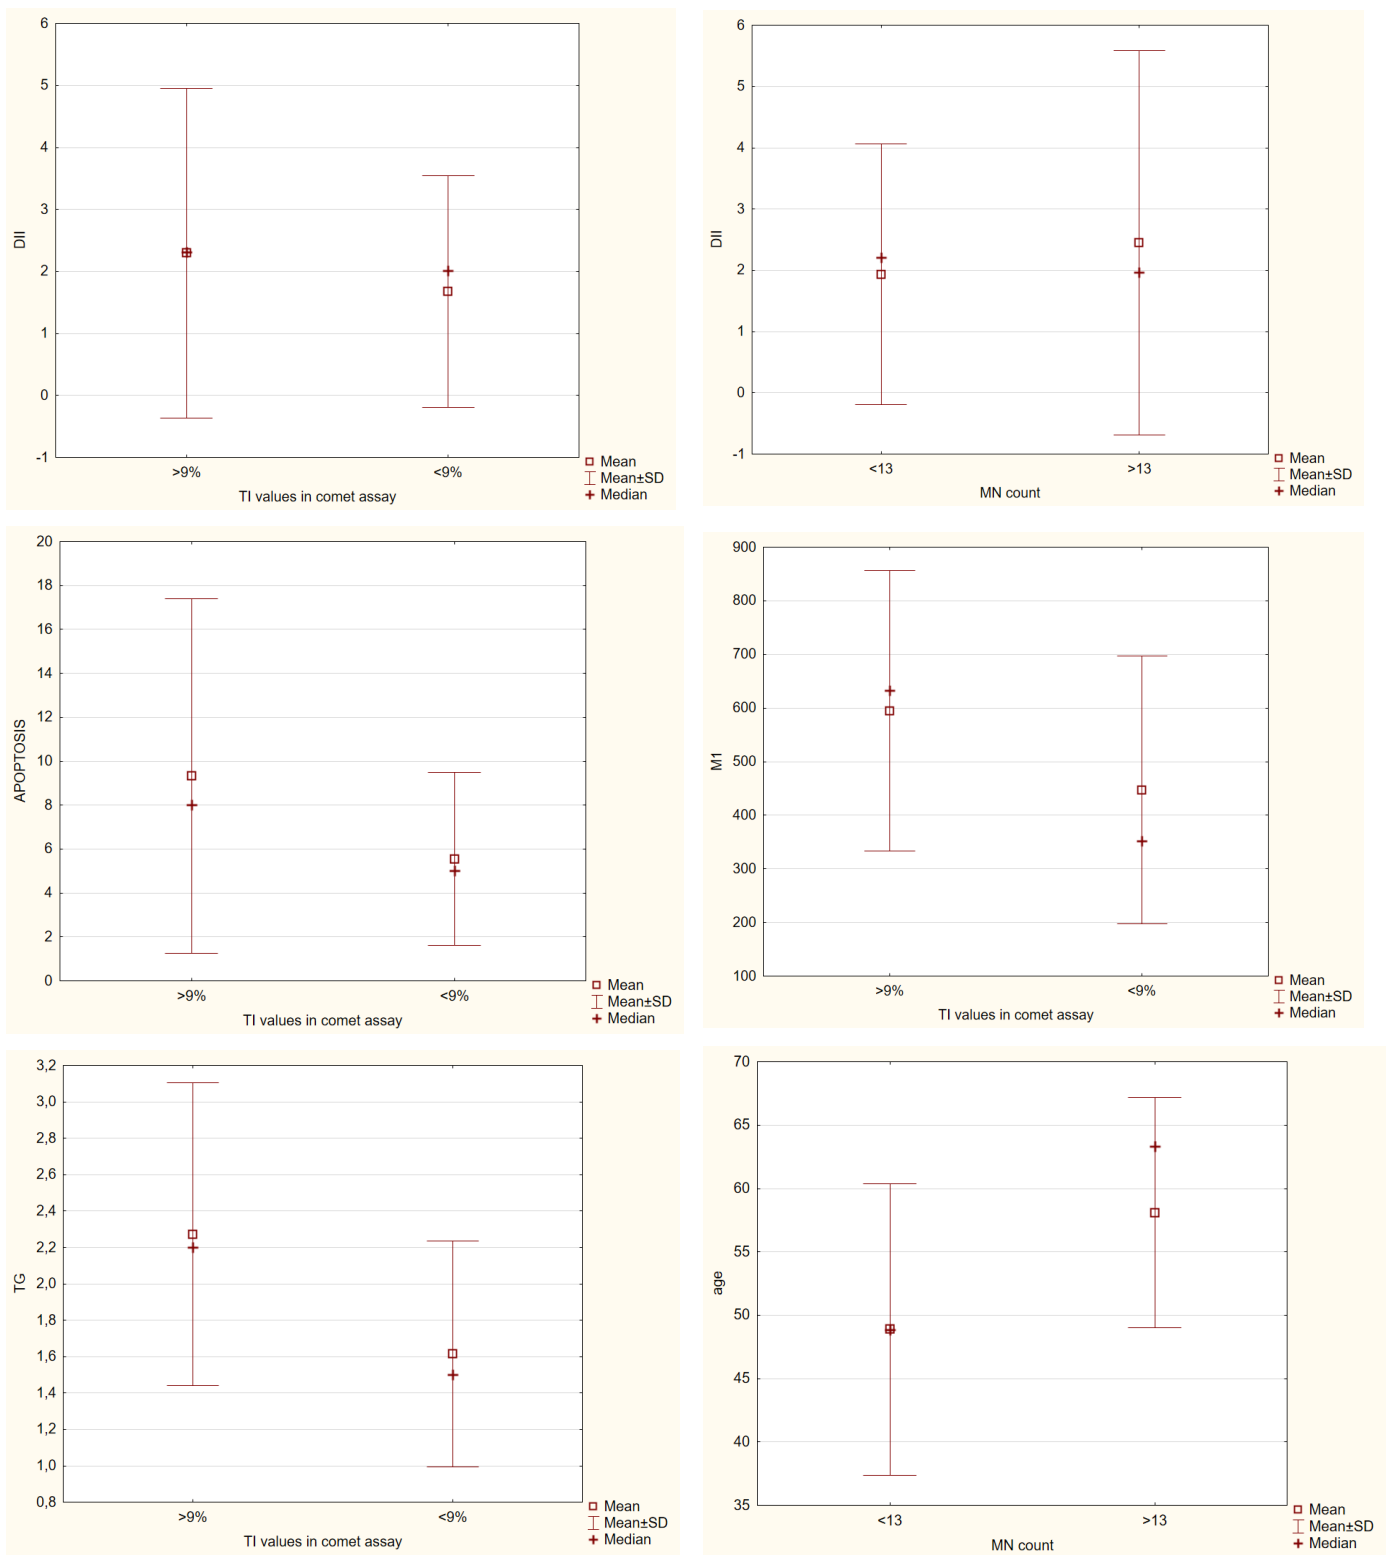 6
5
4
3
2
1
0
-1
DII
>9%
<9%
TI values in comet assay
Mean
Mean±SD
Median
6
5
4
3
2
1
0
-1
DII
<13
>13
MN count
Mean
Mean±SD
Median
20
18
16
14
12
10
8
6
4
2
0
APOPTOSIS
>9%
<9%
TI values in comet assay
Mean
Mean±SD
Median
900
800
700
600
500
400
300
200
100
M1
>9%
<9%
TI values in comet assay
Mean
Mean±SD
Median
3,2
3,0
2,8
2,6
2,4
2,2
2,0
1,8
1,6
1,4
1,2
1,0
0,8
TG
>9%
<9%
TI values in comet assay
Mean
Mean±SD
Median
70
65
60
55
50
45
40
35
age
<13
>13
MN count
Mean
Mean±SD
Median